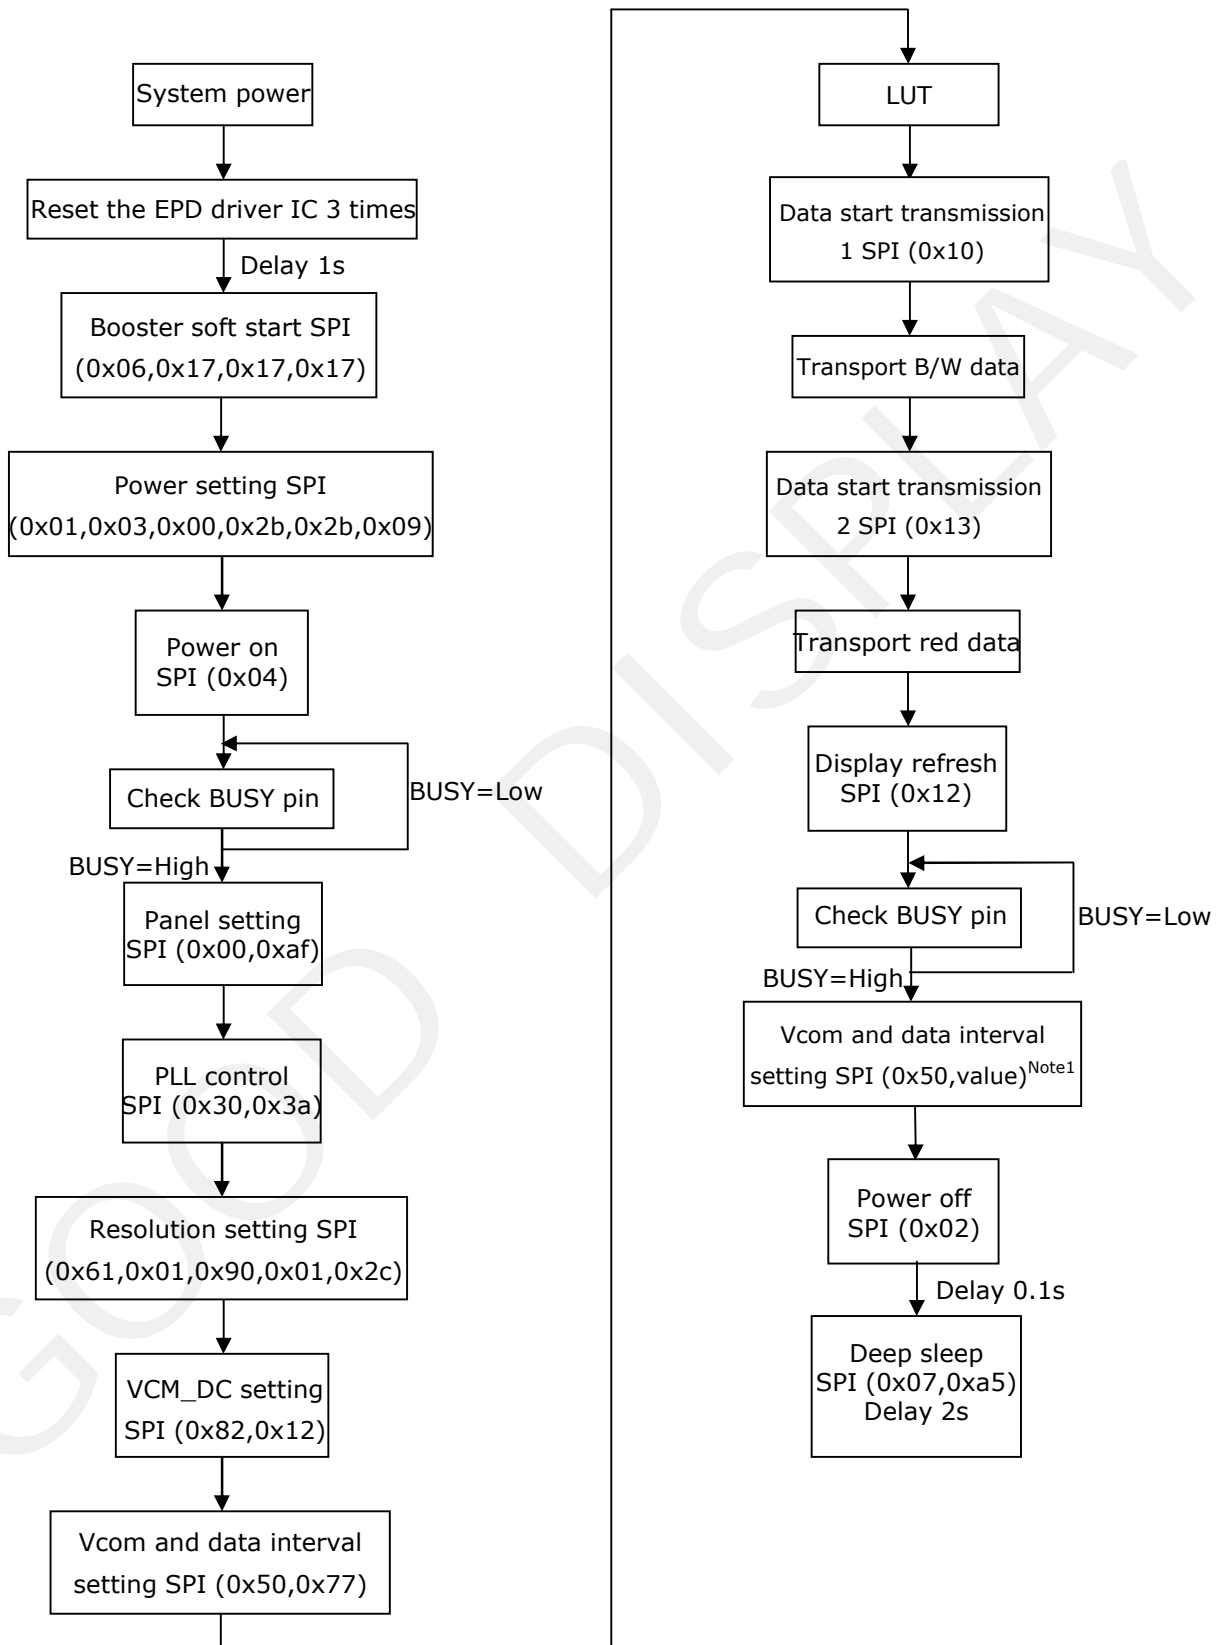 System power
Reset the EPD driver IC 3 times
Delay 1s
Booster soft start SPI
(0x06,0x17,0x17,0x17)
Power setting SPI
(0x01,0x03,0x00,0x2b,0x2b,0x09)
Power on
SPI (0x04)
Check BUSY pin
BUSY=Low
BUSY=High
Panel setting
SPI (0x00,0xaf)
PLL control
SPI (0x30,0x3a)
Resolution setting SPI
(0x61,0x01,0x90,0x01,0x2c)
VCM_DC setting
SPI (0x82,0x12)
Vcom and data interval
setting SPI (0x50,0x77)
LUT
Data start transmission
1 SPI (0x10)
Transport B/W data
Data start transmission
2 SPI (0x13)
Transport red data
Display refresh
SPI (0x12)
Check BUSY pin
BUSY=Low
BUSY=High
Vcom and data interval
setting SPI (0x50,value)Note1
Power off
SPI (0x02)
Delay 0.1s
Deep sleep
SPI (0x07,0xa5)
Delay 2s
GOOD DISPLAY